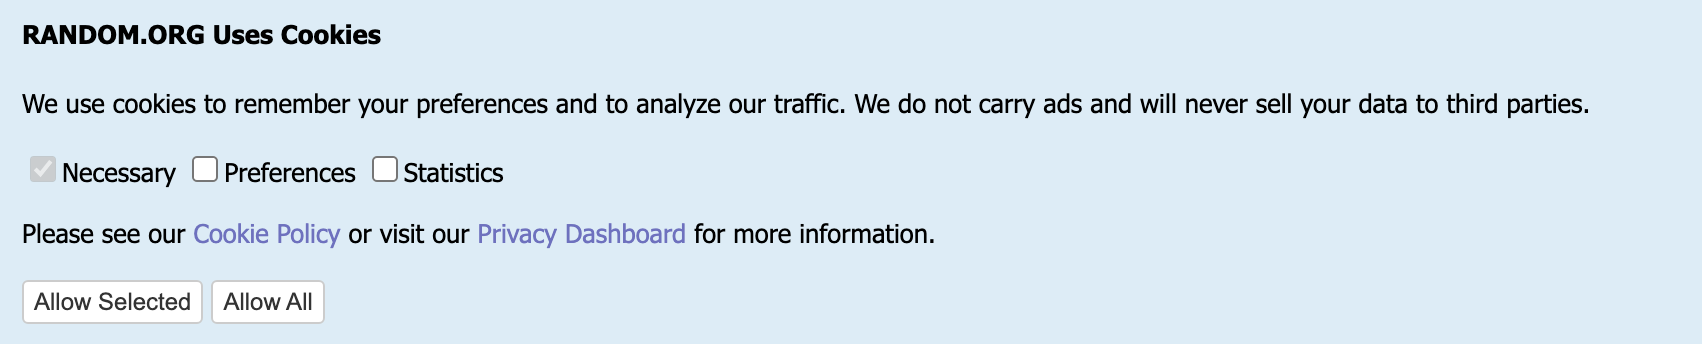 RANDOM.ORG Uses Cookies
We use cookies to remember your preferences and to analyze our traffic. We do not carry ads and will never sell your data to third parties.
Necessary Preferences Statistics
Please see our Cookie Policy or visit our Privacy Dashboard for more information.
Allow Selected Allow All